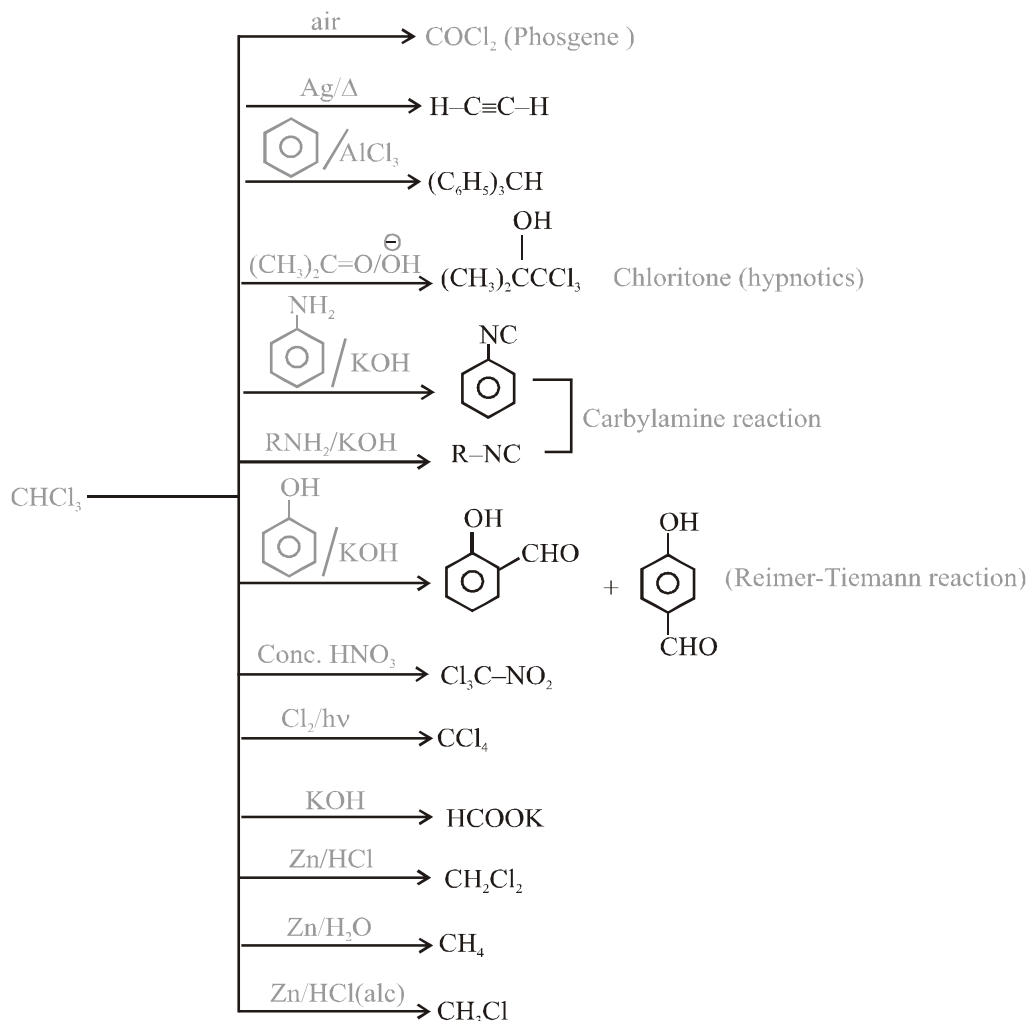 air
COCl₂ (Phosgene )
Ag/Δ
H–C≡C–H
/AlCl₃
(C₆H₅)₃CH
OH
(CH₃)₂C=O/O⊖H
(CH₃)₂CCCl₃ Chloritone (hypnotics)
NH₂
/KOH
NC
Carbylamine reaction
RNH₂/KOH
R–NC
CHCl₃
OH
/KOH
OH
CHO
+
OH
CHO
(Reimer-Tiemann reaction)
Conc. HNO₃
Cl₃C–NO₂
Cl₂/hν
CCl₄
KOH
HCOOK
Zn/HCl
CH₂Cl₂
Zn/H₂O
CH₄
Zn/HCl(alc)
CH₃Cl